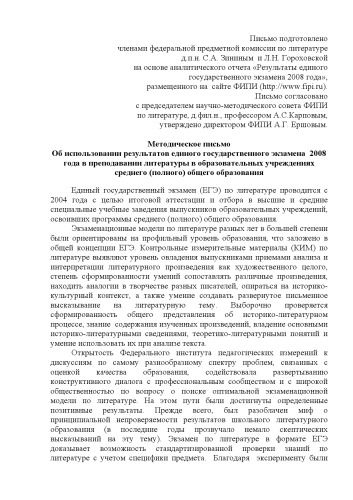 Письмо подготовлено
членами федеральной предметной комиссии по литературе
д.п.н. С.А. Зининым и Л.Н. Гороховской
на основе аналитического отчета «Результаты единого
государственного экзамена 2008 года»,
размещенного на сайте ФИПИ (http://www.fipi.ru).
Письмо согласовано
с председателем научно-методического совета ФИПИ
по литературе, д.фил.н., профессором А.С.Карповым,
утверждено директором ФИПИ А.Г. Ершовым.
Методическое письмо
Об использовании результатов единого государственного экзамена 2008
года в преподавании литературы в образовательных учреждениях
среднего (полного) общего образования
Единый государственный экзамен (ЕГЭ) по литературе проводится с
2004 года с целью итоговой аттестации и отбора в высшие и средние
специальные учебные заведения выпускников образовательных учреждений,
освоивших программы среднего (полного) общего образования.
Экзаменационные модели по литературе разных лет в большей степени
были ориентированы на профильный уровень образования, что заложено в
общей концепции ЕГЭ. Контрольные измерительные материалы (КИМ) по
литературе выявляют уровень овладения выпускниками приемами анализа и
интерпретации литературного произведения как художественного целого,
степень сформированности умений сопоставлять различные произведения,
находить аналогии в творчестве разных писателей, опираться на историко-
культурный контекст, а также умение создавать развернутое письменное
высказывание на литературную тему. Выборочно проверяется
сформированность общего представления об историко-литературном
процессе, знание содержания изученных произведений, владение основными
историко-литературными сведениями, теоретико-литературными понятий и
умение использовать их при анализе текста.
Открытость Федерального института педагогических измерений к
дискуссиям по самому разнообразному спектру проблем, связанных с
оценкой качества образования, содействовала развертыванию
конструктивного диалога с профессиональным сообществом и с широкой
общественностью по вопросу о поиске оптимальной экзаменационной
модели по литературе. На этом пути были достигнуты определенные
позитивные результаты. Прежде всего, был разоблачен миф о
принципиальной непроверяемости результатов школьного литературного
образования (в последние годы прозвучало немало скептических
высказываний на эту тему). Экзамен по литературе в формате ЕГЭ
доказывает возможность стандартизированной проверки знаний по
литературе с учетом специфики предмета. Благодаря эксперименту были